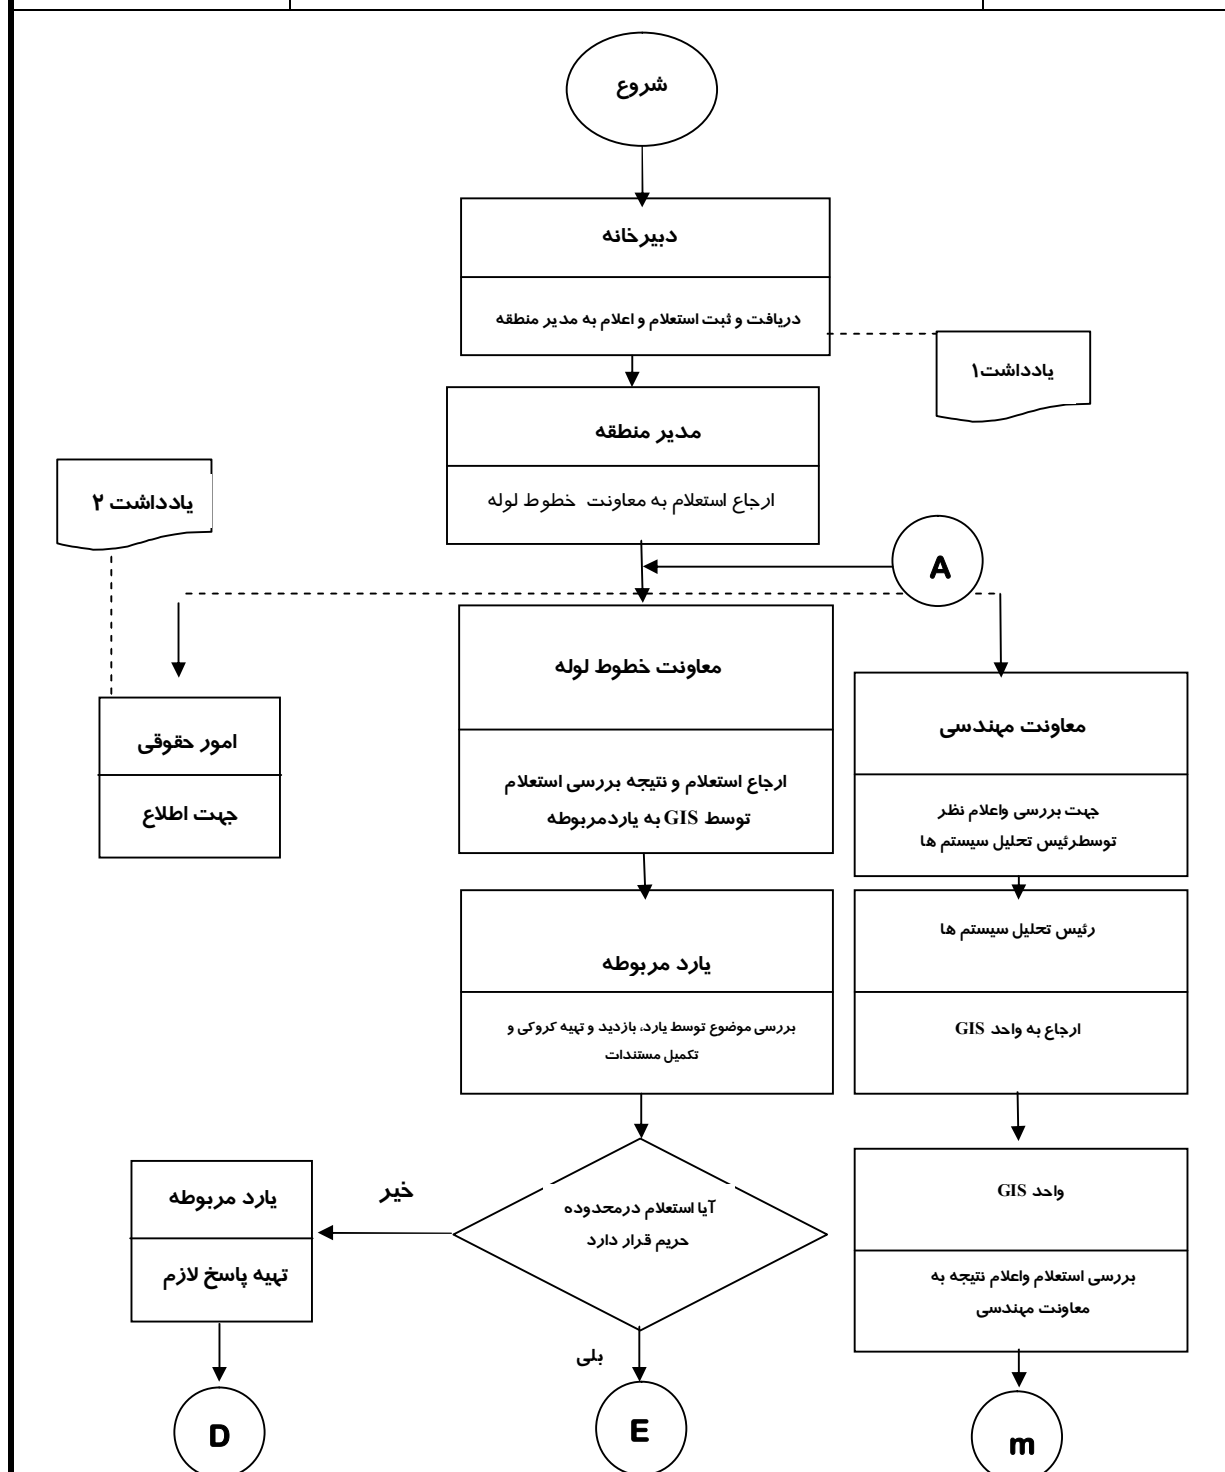 شروع
دبیرخانه
دریافت و ثبت استعلام و اعلام به مدیر منطقه
یادداشت۱
مدیر منطقه
ارجاع استعلام به معاونت خطوط لوله
یادداشت ۲
A
معاونت خطوط لوله
ارجاع استعلام و نتیجه بررسی استعلام
توسط GIS به یاردمربوطه
معاونت مهندسی
جهت بررسی واعلام نظر
توسطرئیس تحلیل سیستم ها
امور حقوقی
جهت اطلاع
رئیس تحلیل سیستم ها
ارجاع به واحد GIS
یارد مربوطه
بررسی موضوع توسط یارد، بازدید و تهیه کروکی و
تکمیل مستندات
واحد GIS
بررسی استعلام واعلام نتیجه به
معاونت مهندسی
آیا استعلام درمحدوده
حریم قرار دارد
خیر
یارد مربوطه
تهیه پاسخ لازم
بلی
m
E
D